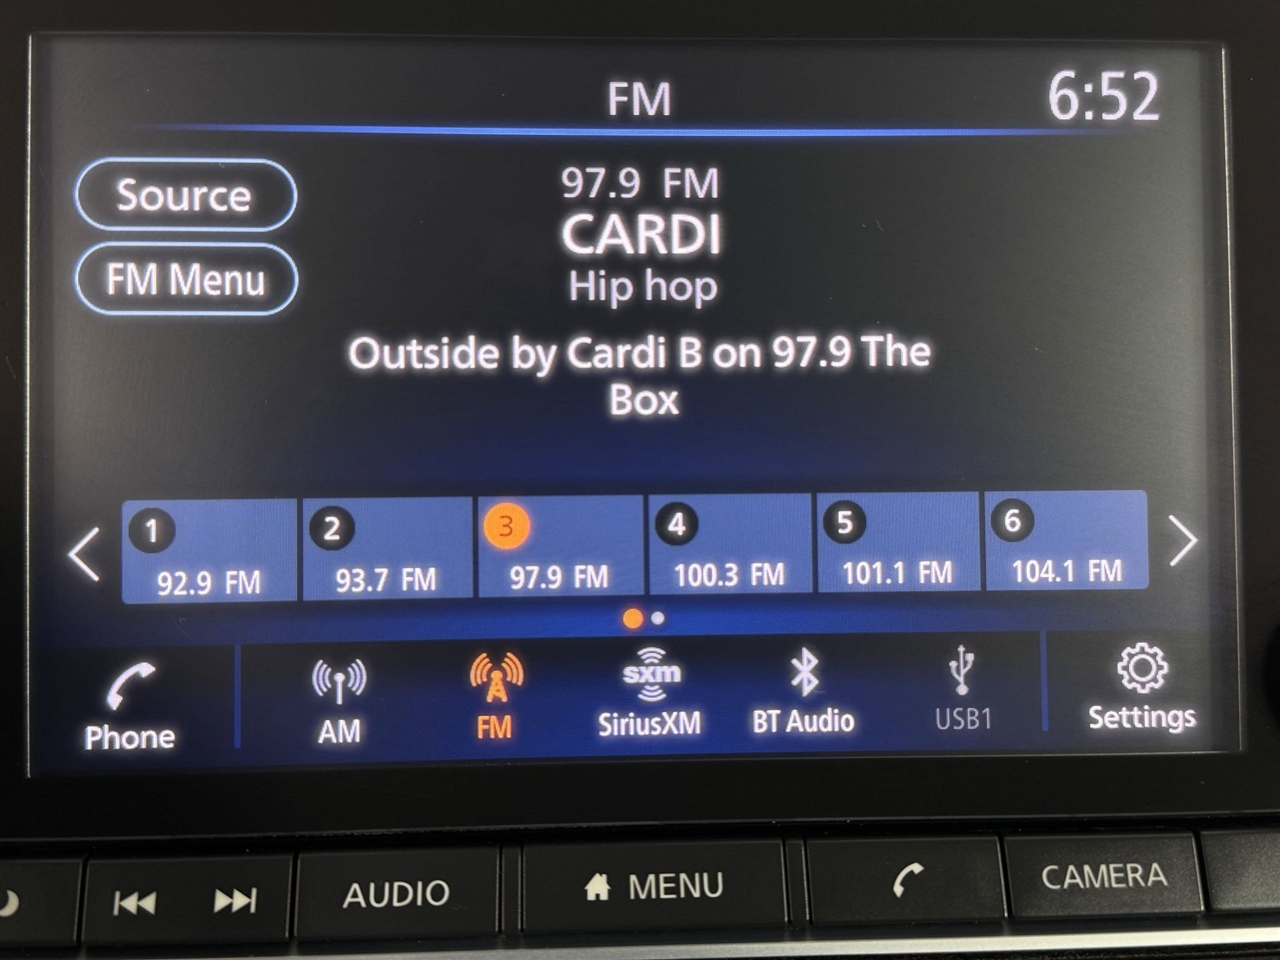 FM
6:52
Source
97.9 FM
CARDI
FM Menu
Hip hop
Outside by Cardi B on 97.9 The
Box
1
2
3
4
5
6
92.9 FM
93.7 FM
97.9 FM
100.3 FM
101.1 FM
104.1 FM
sxm
Phone
AM
FM
SiriusXM
BT Audio
USB1
Settings
AUDIO
MENU
CAMERA